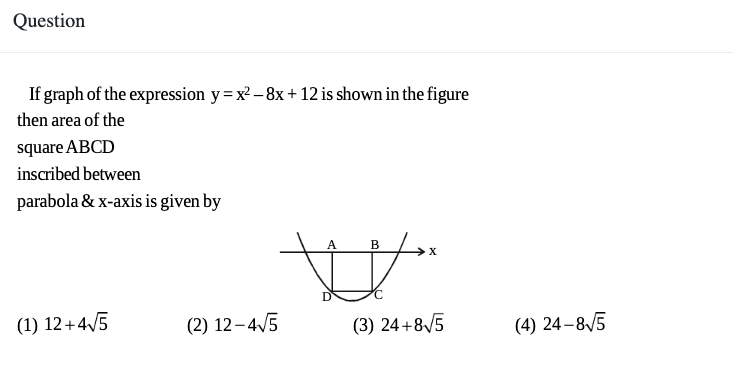 Question
If graph of the expression y = x² – 8x + 12 is shown in the figure
then area of the
square ABCD
inscribed between
parabola & x-axis is given by
A B
x
D C
(1) 12+4√5 (2) 12–4√5 (3) 24+8√5 (4) 24–8√5